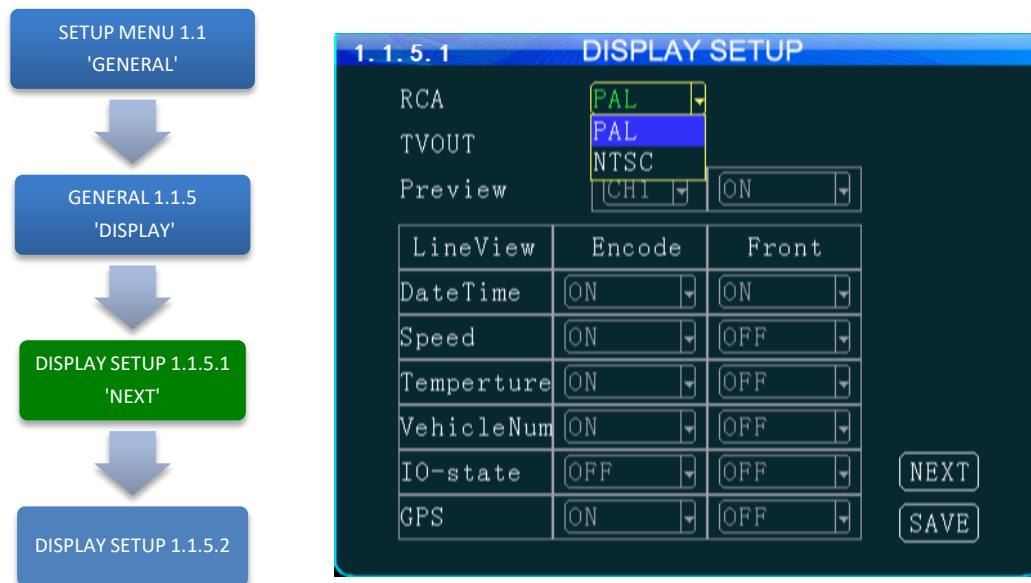 SETUP MENU 1.1
'GENERAL'
GENERAL 1.1.5
'DISPLAY'
DISPLAY SETUP 1.1.5.1
'NEXT'
DISPLAY SETUP 1.1.5.2
1.1.5.1 DISPLAY SETUP
RCA PAL
PAL
TVOUT
NTSC
Preview CH1 ON
LineView Encode Front
DateTime ON ON
Speed ON OFF
Temperture ON OFF
VehicleNum ON OFF
IO-state OFF OFF
NEXT
GPS ON OFF
SAVE